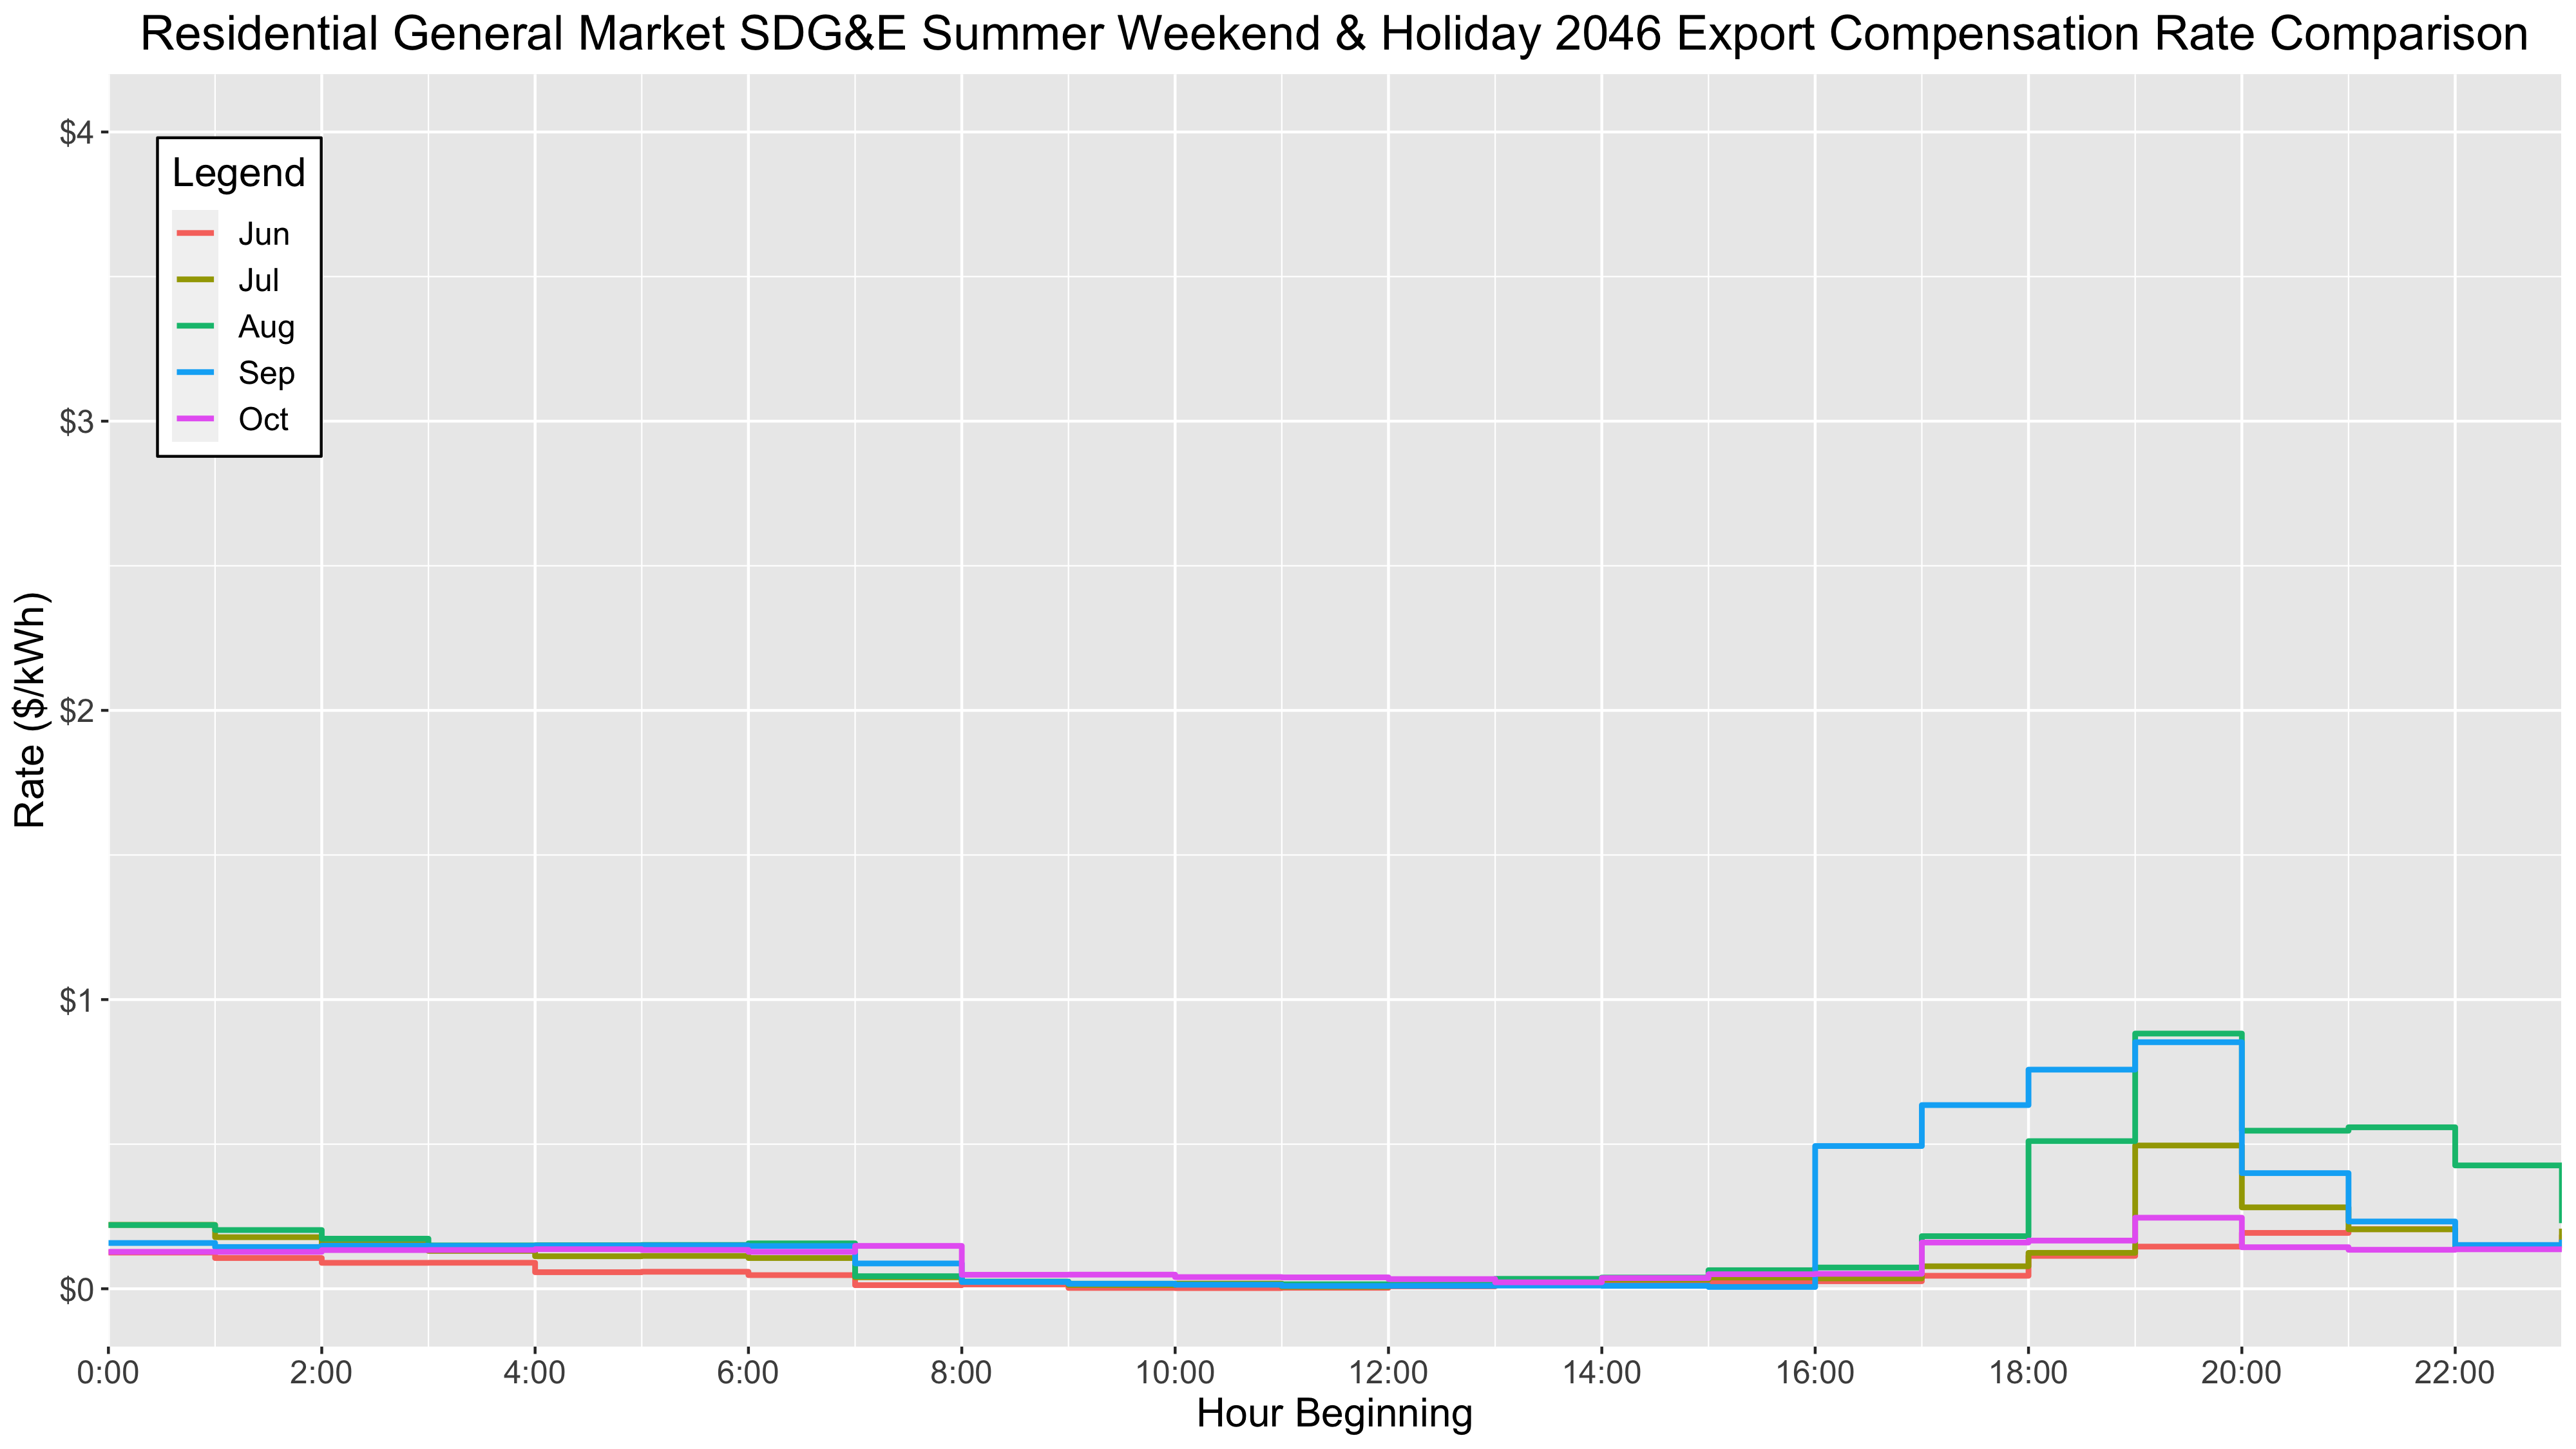 Residential General Market SDG&E Summer Weekend & Holiday 2046 Export Compensation Rate Comparison
$4
Legend
Jun
Jul
Aug
Sep
Oct
$3
Rate ($/kWh)
$2
$1
$0
0:00 2:00 4:00 6:00 8:00 10:00 12:00 14:00 16:00 18:00 20:00 22:00
Hour Beginning